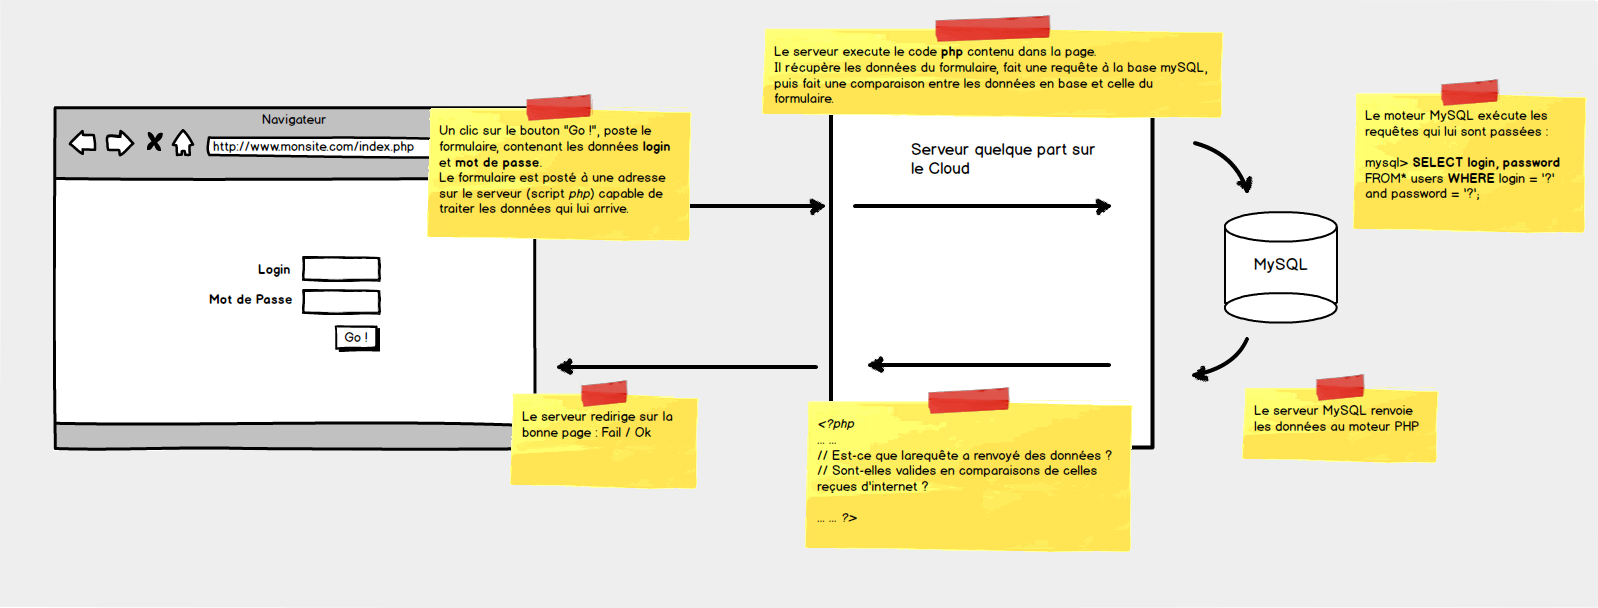 Navigateur
http://www.monsite.com/index.php
Login
Mot de Passe
Go !
Un clic sur le bouton "Go !", poste le
formulaire, contenant les données login
et mot de passe.
Le formulaire est posté à une adresse
sur le serveur (script php) capable de
traiter les données qui lui arrive.
Le serveur execute le code php contenu dans la page.
Il récupère les données du formulaire, fait une requête à la base mySQL,
puis fait une comparaison entre les données en base et celle du
formulaire.
Serveur quelque part sur
le Cloud
Le moteur MySQL exécute les
requêtes qui lui sont passées :
mysql> SELECT login, password
FROM* users WHERE login = '?'
and password = '?';
MySQL
Le serveur MySQL renvoie
les données au moteur PHP
<?php
... ...
// Est-ce que larequête a renvoyé des données ?
// Sont-elles valides en comparaisons de celles
reçues d'internet ?
... ... ?>
Le serveur redirige sur la
bonne page : Fail / Ok